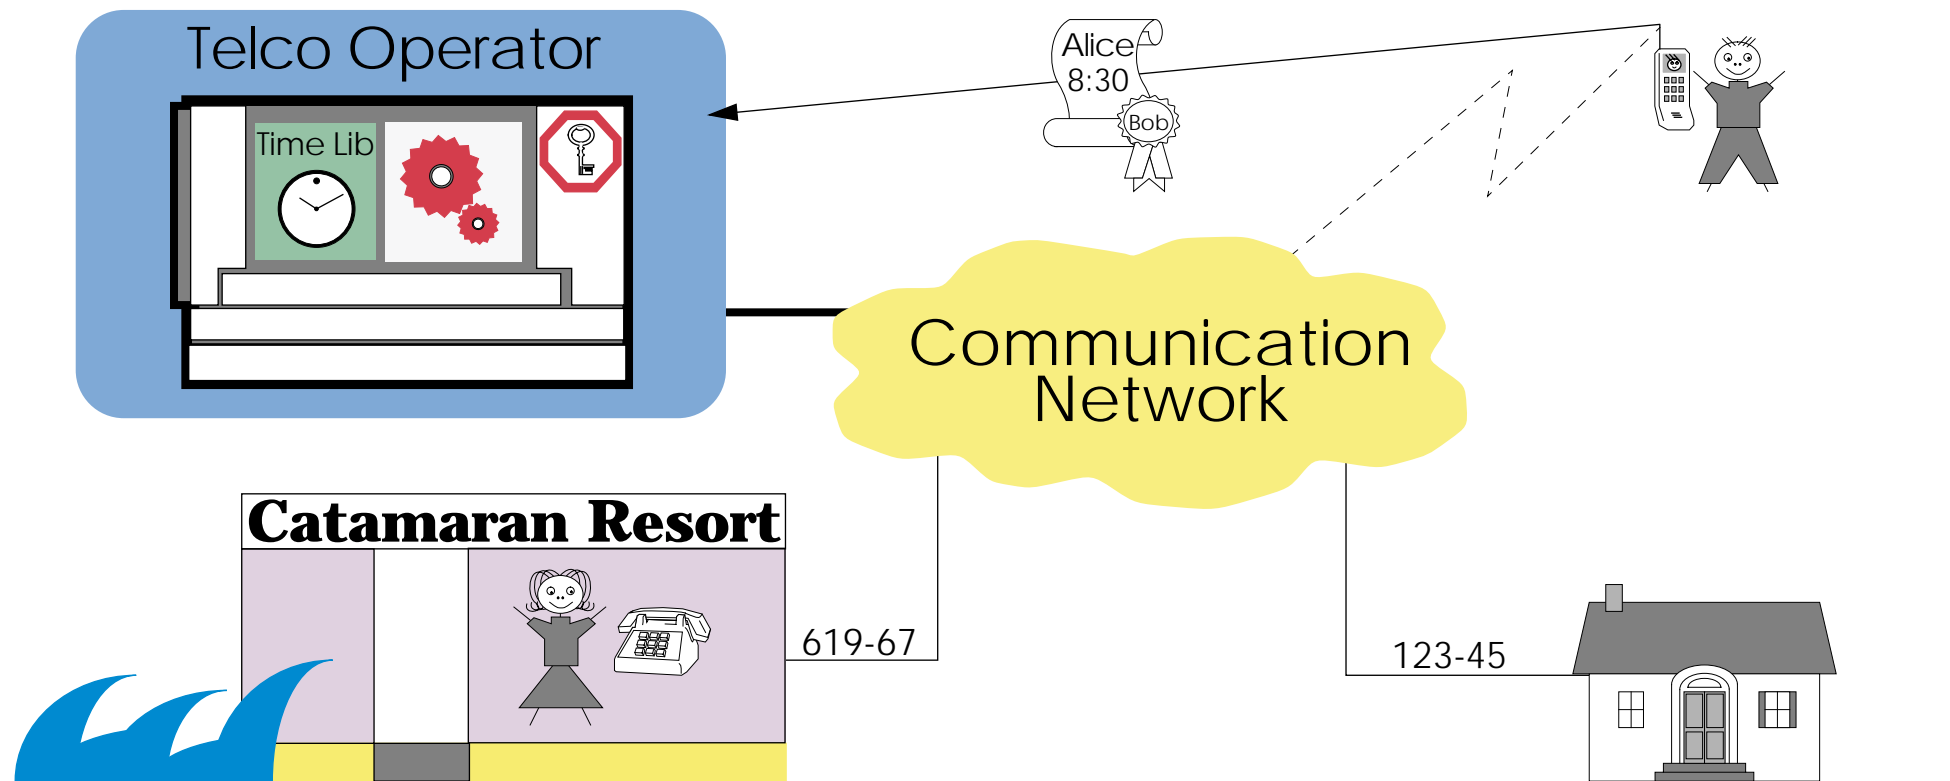 Telco Operator
Time Lib
Alice
8:30
Bob
Communication
Network
Catamaran Resort
619-67
123-45